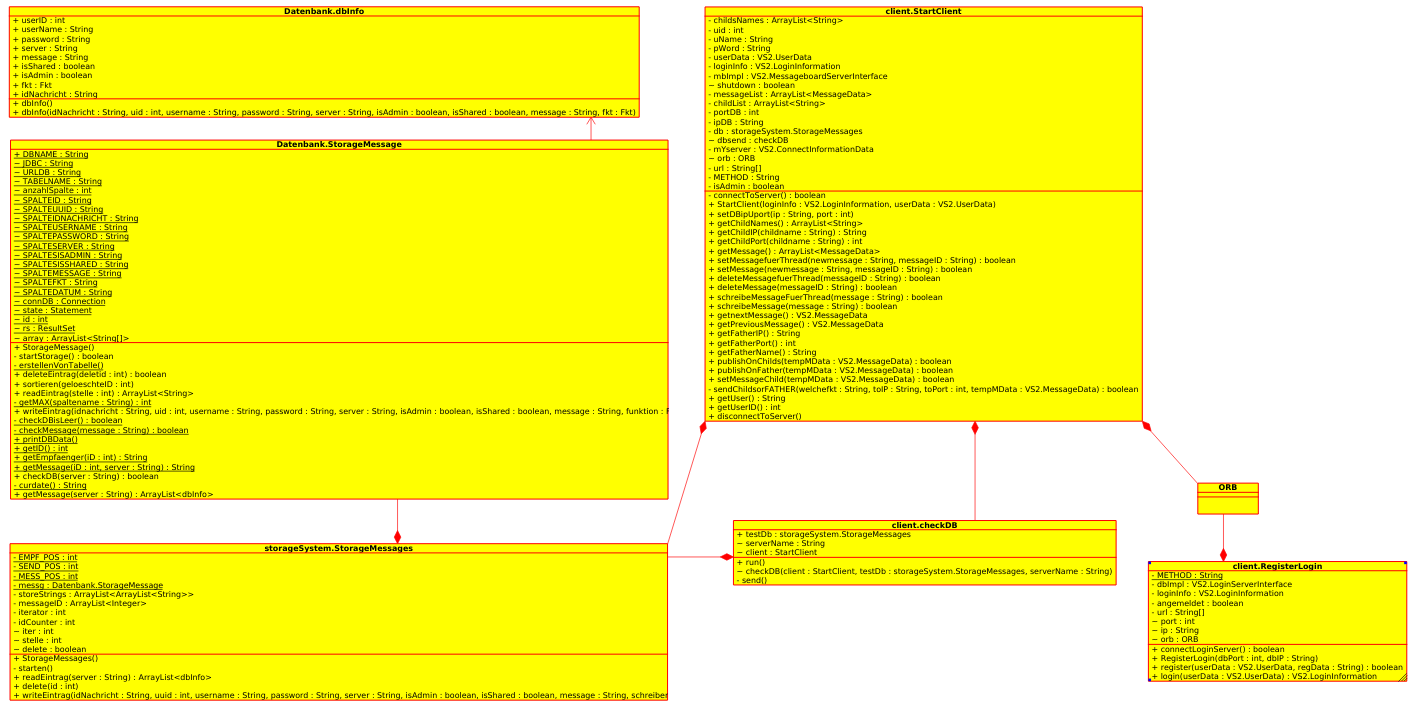 Datenbank.dbInfo
+ userID : int
+ userName : String
+ password : String
+ server : String
+ message : String
+ isShared : boolean
+ isAdmin : boolean
+ fkt : Fkt
+ idNachricht : String
+ dbInfo()
+ dbInfo(idNachricht : String, uid : int, username : String, password : String, server : String, isAdmin : boolean, isShared : boolean, message : String, fkt : Fkt)
Datenbank.StorageMessage
+ DBNAME : String
~ JDBC : String
~ URLDB : String
~ TABELNAME : String
~ anzahlSpalte : int
~ SPALTEID : String
~ SPALTEUUID : String
~ SPALTEIDNACHRICHT : String
~ SPALTEUSERNAME : String
~ SPALTEPASSWORD : String
~ SPALTESERVER : String
~ SPALTESISADMIN : String
~ SPALTESISSHARED : String
~ SPALTEMESSAGE : String
~ SPALTEFKT : String
~ SPALTEDATUM : String
~ connDB : Connection
~ state : Statement
~ id : int
~ rs : ResultSet
~ array : ArrayList<String[]>
+ StorageMessage()
- startStorage() : boolean
- erstellenVonTabelle()
+ deleteEintrag(deletid : int) : boolean
+ sortieren(geloeschteID : int)
+ readEintrag(stelle : int) : ArrayList<String>
- getMAX(spaltename : String) : int
+ writeEintrag(idnachricht : String, uid : int, username : String, password : String, server : String, isAdmin : boolean, isShared : boolean, message : String, funktion : F
- checkDBisLeer() : boolean
- checkMessage(message : String) : boolean
+ printDBData()
+ getID() : int
+ getEmpfaenger(iD : int) : String
+ getMessage(iD : int, server : String) : String
+ checkDB(server : String) : boolean
- curdate() : String
+ getMessage(server : String) : ArrayList<dbInfo>
storageSystem.StorageMessages
- EMPF_POS : int
- SEND_POS : int
- MESS_POS : int
- messg : Datenbank.StorageMessage
- storeStrings : ArrayList<ArrayList<String>>
- messageID : ArrayList<Integer>
- iterator : int
- idCounter : int
~ iter : int
~ stelle : int
~ delete : boolean
+ StorageMessages()
- starten()
+ readEintrag(server : String) : ArrayList<dbInfo>
+ delete(id : int)
+ writeEintrag(idNachricht : String, uuid : int, username : String, password : String, server : String, isAdmin : boolean, isShared : boolean, message : String, schreiber
client.StartClient
- childsNames : ArrayList<String>
- uid : int
- uName : String
- pWord : String
- userData : VS2.UserData
- loginInfo : VS2.LoginInformation
- mbImpl : VS2.MessageboardServerInterface
~ shutdown : boolean
- messageList : ArrayList<MessageData>
- childList : ArrayList<String>
- portDB : int
- ipDB : String
- db : storageSystem.StorageMessages
~ dbsend : checkDB
- mYserver : VS2.ConnectInformationData
~ orb : ORB
- url : String[]
- METHOD : String
- isAdmin : boolean
- connectToServer() : boolean
+ StartClient(loginInfo : VS2.LoginInformation, userData : VS2.UserData)
+ setDBipUport(ip : String, port : int)
+ getChildNames() : ArrayList<String>
+ getChildIP(childname : String) : String
+ getChildPort(childname : String) : int
+ getMessage() : ArrayList<MessageData>
+ setMessagefuerThread(newmessage : String, messageID : String) : boolean
+ setMessage(newmessage : String, messageID : String) : boolean
+ deleteMessagefuerThread(messageID : String) : boolean
+ deleteMessage(messageID : String) : boolean
+ schreibeMessageFuerThread(message : String) : boolean
+ schreibeMessage(message : String) : boolean
+ getnextMessage() : VS2.MessageData
+ getPreviousMessage() : VS2.MessageData
+ getFatherIP() : String
+ getFatherPort() : int
+ getFatherName() : String
+ publishOnChilds(tempMData : VS2.MessageData) : boolean
+ publishOnFather(tempMData : VS2.MessageData) : boolean
+ setMessageChild(tempMData : VS2.MessageData) : boolean
- sendChildsorFATHER(welchefkt : String, toIP : String, toPort : int, tempMData : VS2.MessageData) : boolean
+ getUser() : String
+ getUserID() : int
+ disconnectToServer()
ORB
client.checkDB
+ testDb : storageSystem.StorageMessages
~ serverName : String
~ client : StartClient
+ run()
~ checkDB(client : StartClient, testDb : storageSystem.StorageMessages, serverName : String)
- send()
client.RegisterLogin
- METHOD : String
- dbImpl : VS2.LoginServerInterface
- loginInfo : VS2.LoginInformation
- angemeldet : boolean
- url : String[]
~ port : int
~ ip : String
~ orb : ORB
+ connectLoginServer() : boolean
+ RegisterLogin(dbPort : int, dbIP : String)
+ register(userData : VS2.UserData, regData : String) : boolean
+ login(userData : VS2.UserData) : VS2.LoginInformation